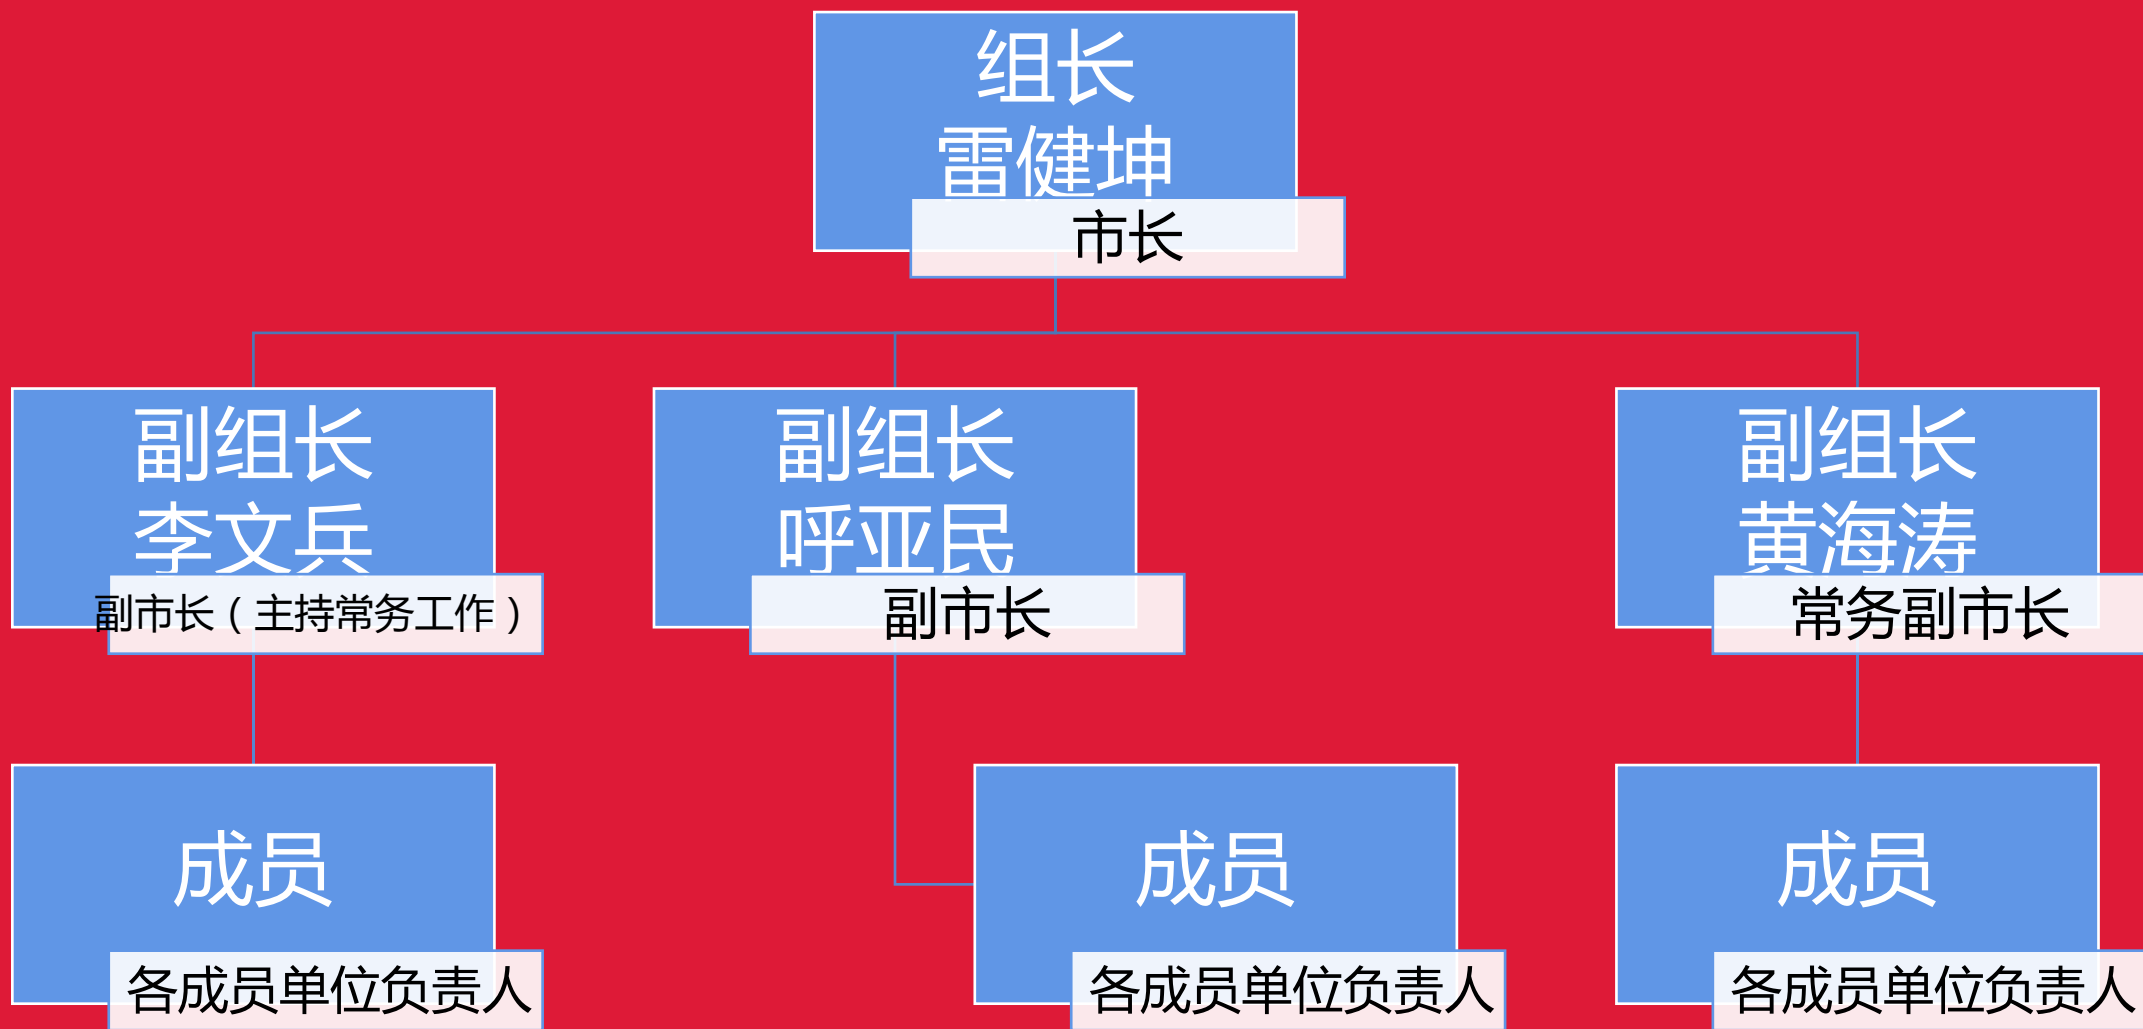 组长
雷健坤
市长
副组长
李文兵
副市长（主持常务工作）
副组长
呼亚民
副市长
副组长
黄海涛
常务副市长
成员
各成员单位负责人
成员
各成员单位负责人
成员
各成员单位负责人